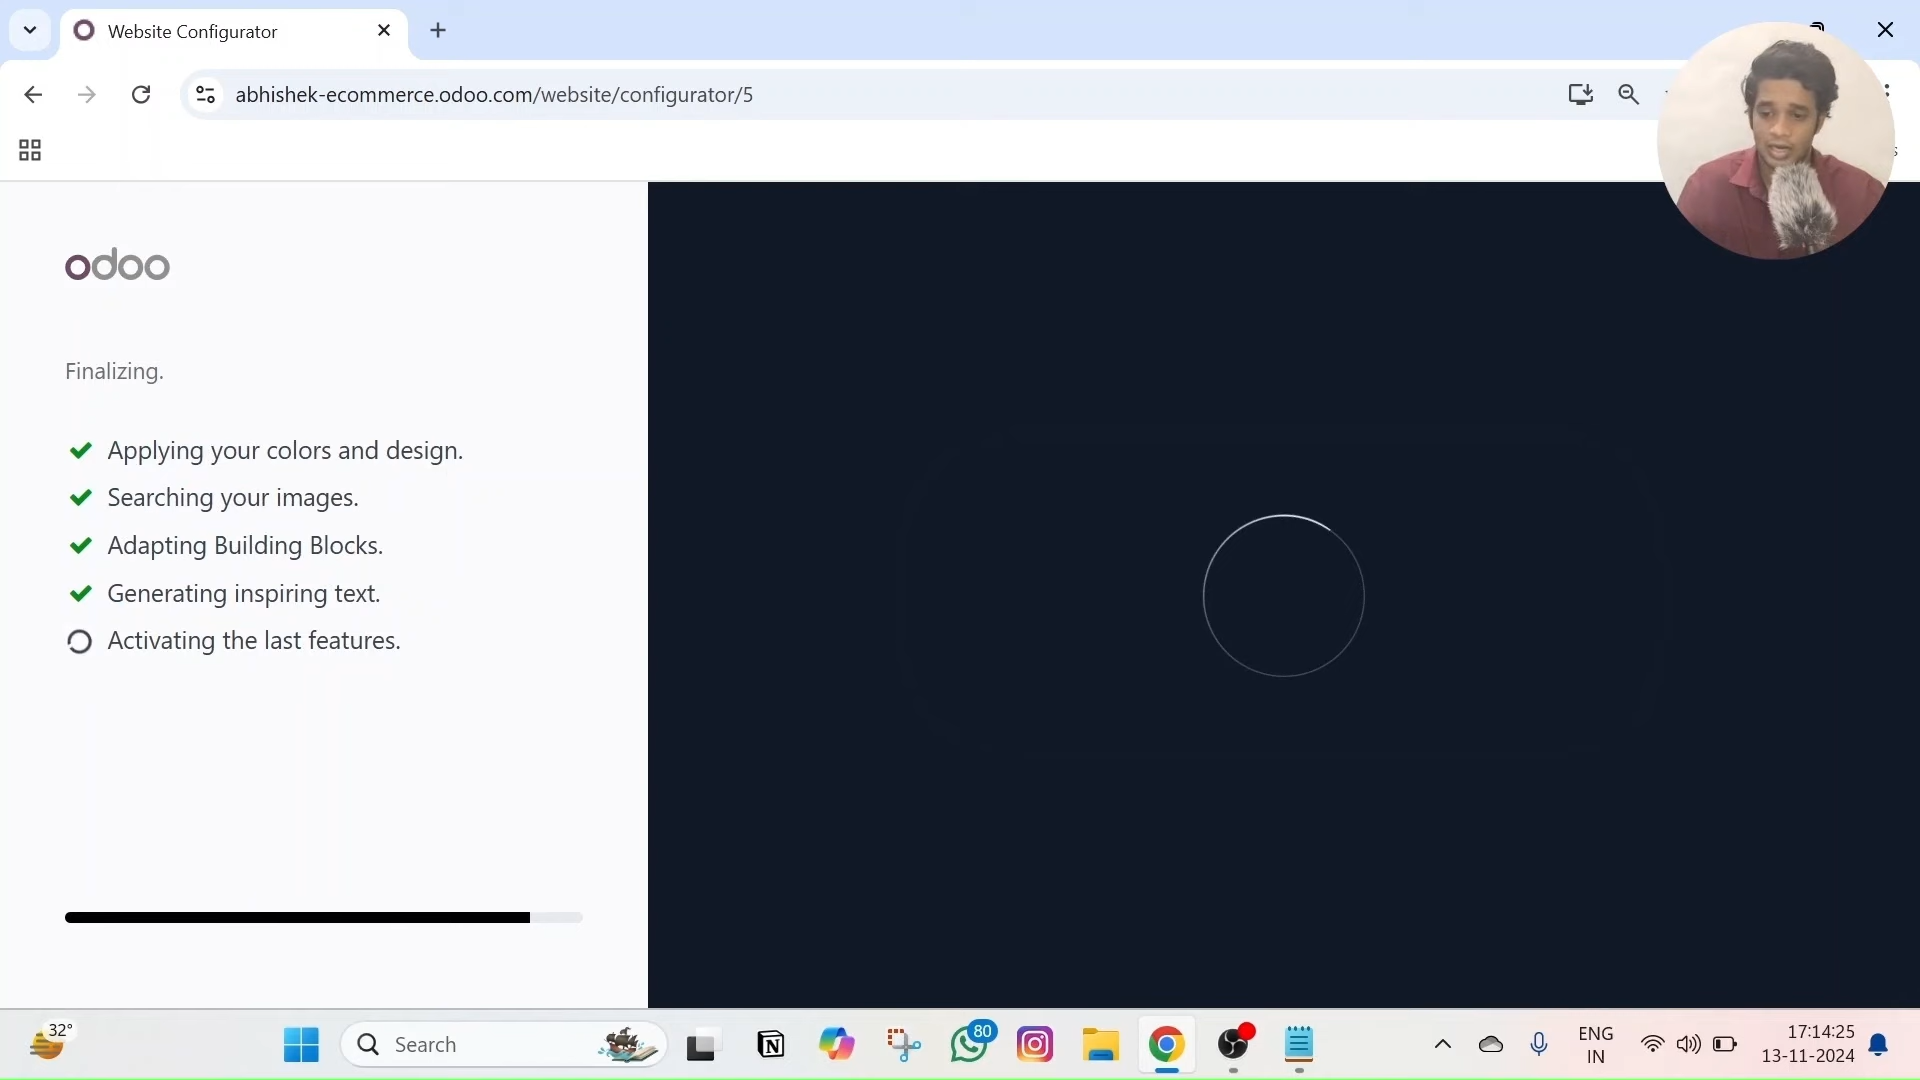 Website Configurator
abhishek-ecommerce.odoo.com/website/configurator/5
odoo
Finalizing.
Applying your colors and design.
Searching your images.
Adapting Building Blocks.
Generating inspiring text.
Activating the last features.
32°
Search
80
ENG
IN
17:14:25
13-11-2024